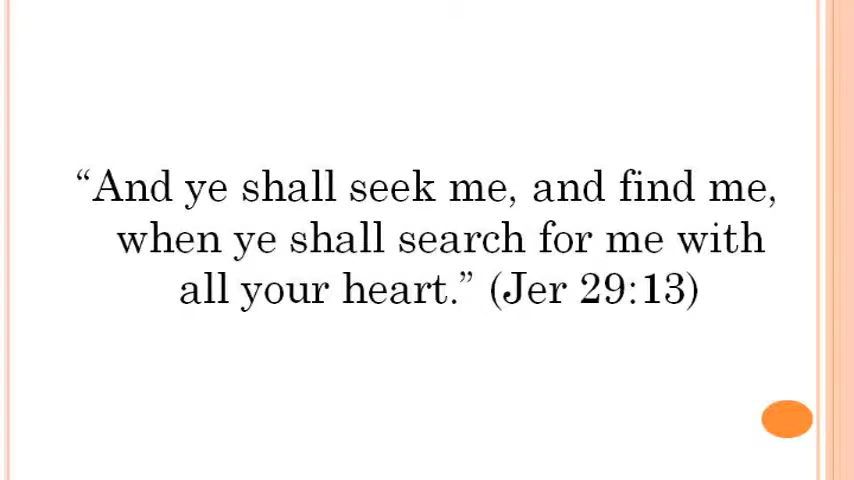 “And ye shall seek me, and find me,
when ye shall search for me with
all your heart.” (Jer 29:13)